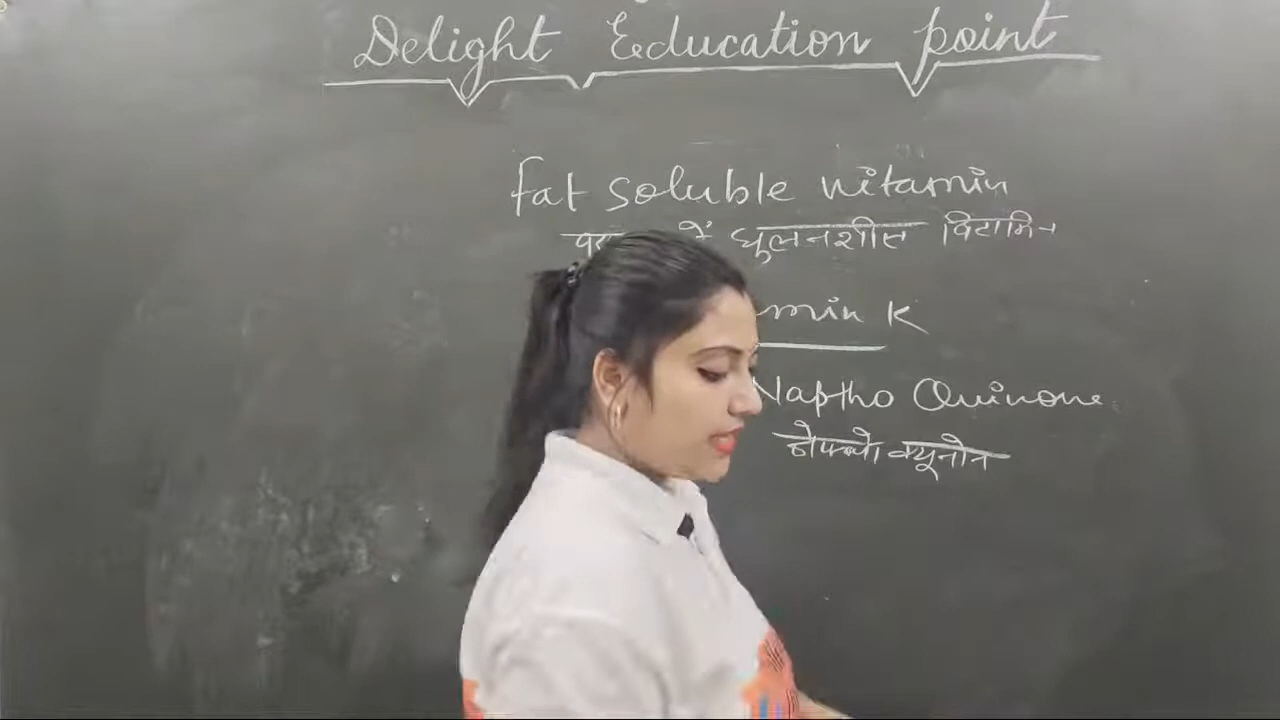 Delight Education point
fat soluble vitamin
में घुलनशील विटामिन
min K
Naptho Quinone
नेफ्थो क्यूनोन